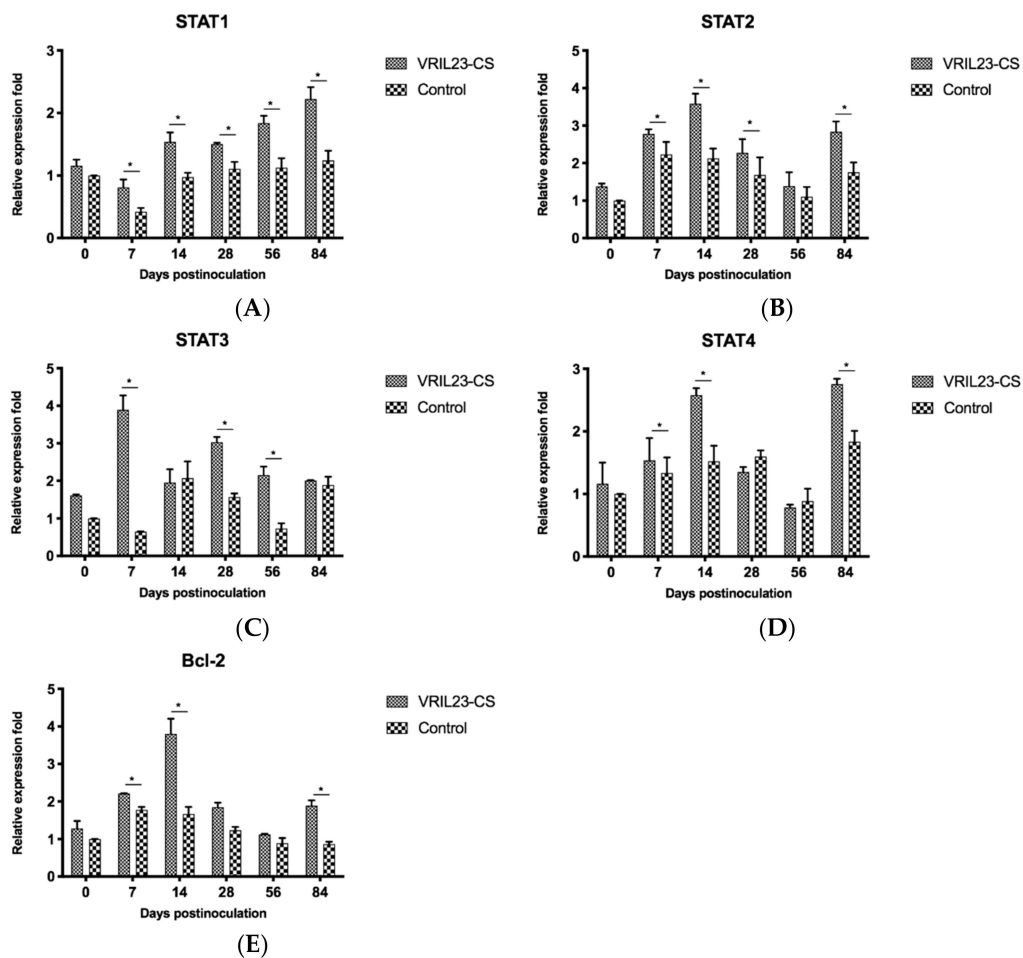 STAT1
3
2
1
0
Relative expression fold
* * * * *
0 7 14 28 56 84
Days postinoculation
VRIL23-CS
Control
(A)
STAT2
5
4
3
2
1
0
Relative expression fold
* * * *
0 7 14 28 56 84
Days postinoculation
VRIL23-CS
Control
(B)
STAT3
5
4
3
2
1
0
Relative expression fold
* * *
0 7 14 28 56 84
Days postinoculation
VRIL23-CS
Control
(C)
STAT4
3
2
1
0
Relative expression fold
* * *
0 7 14 28 56 84
Days postinoculation
VRIL23-CS
Control
(D)
Bcl-2
5
4
3
2
1
0
Relative expression fold
* * *
0 7 14 28 56 84
Days postinoculation
VRIL23-CS
Control
(E)